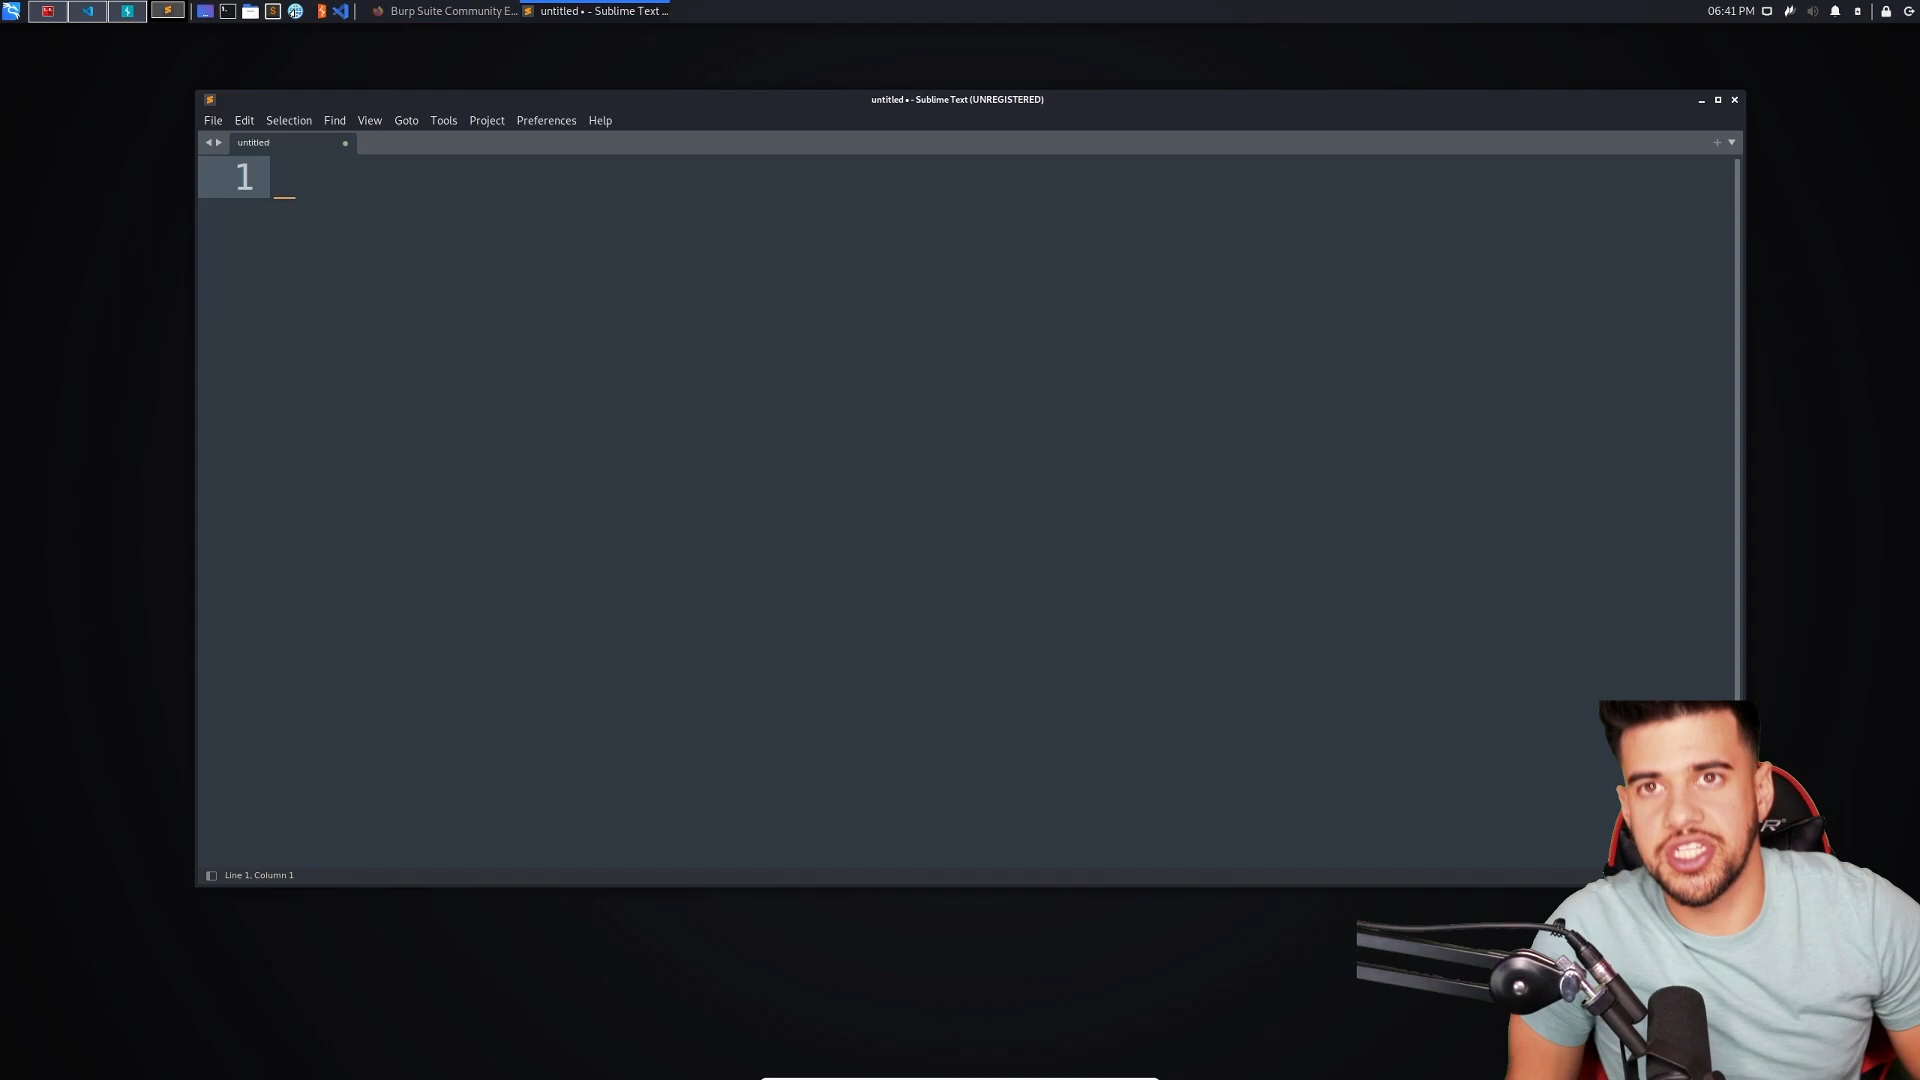 Burp Suite Community E...
untitled • - Sublime Text ...
06:41 PM
untitled • - Sublime Text (UNREGISTERED)
File Edit Selection Find View Goto Tools Project Preferences Help
untitled
1
Line 1, Column 1
R